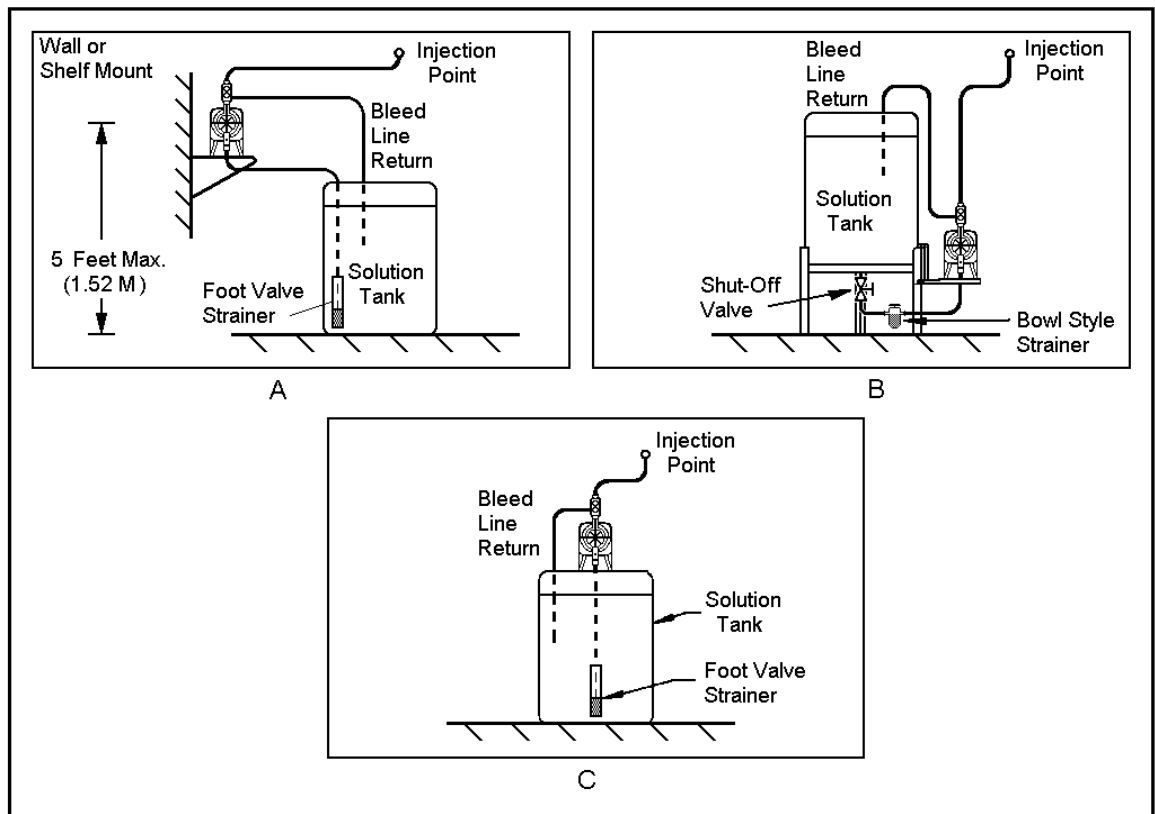 Wall or
Shelf Mount
Injection
Point
Bleed
Line
Return
5 Feet Max.
(1.52 M)
Foot Valve
Strainer
Solution
Tank
A
Bleed
Line
Return
Injection
Point
Solution
Tank
Shut-Off
Valve
Bowl Style
Strainer
B
Injection
Point
Bleed
Line
Return
Solution
Tank
Foot Valve
Strainer
C